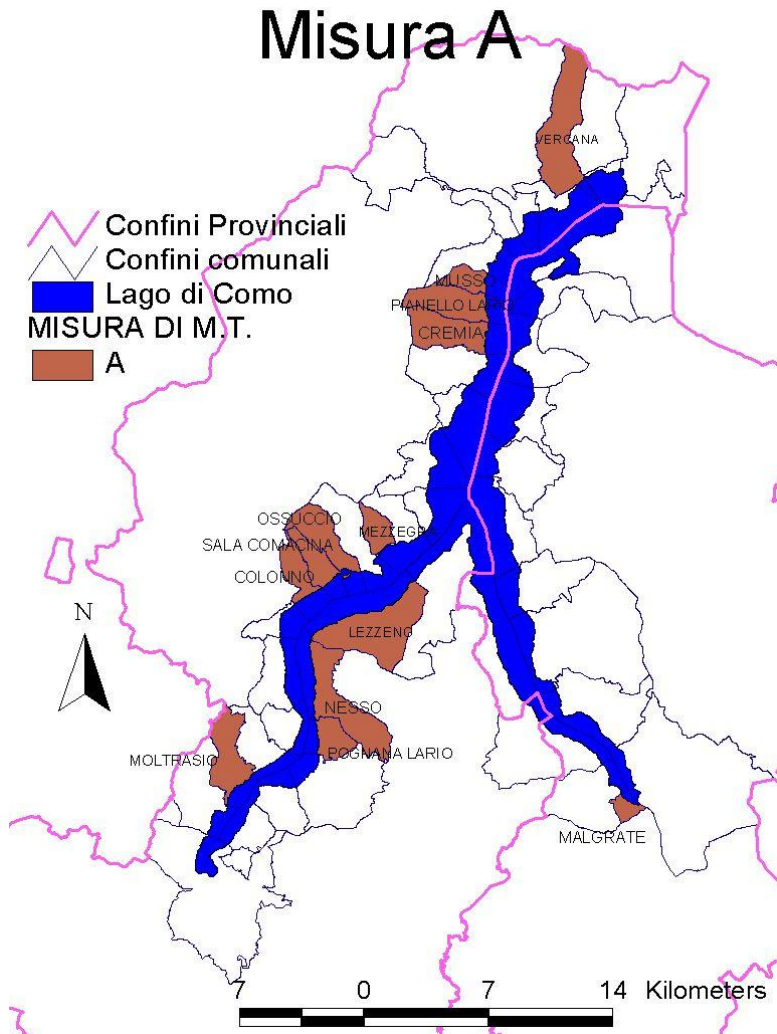 Misura A
VERCANA
Confini Provinciali
Confini comunali
Lago di Como
MISURA DI M.T.
A
MUSSO
PIANELLO LARIO
CREMIA
OSSUCCIO
MEZZEGRA
SALA COMACINA
COLONNO
N
LEZZENO
NESSO
POGNANA LARIO
MOLTRASIO
MALGRATE
7 0 7 14 Kilometers